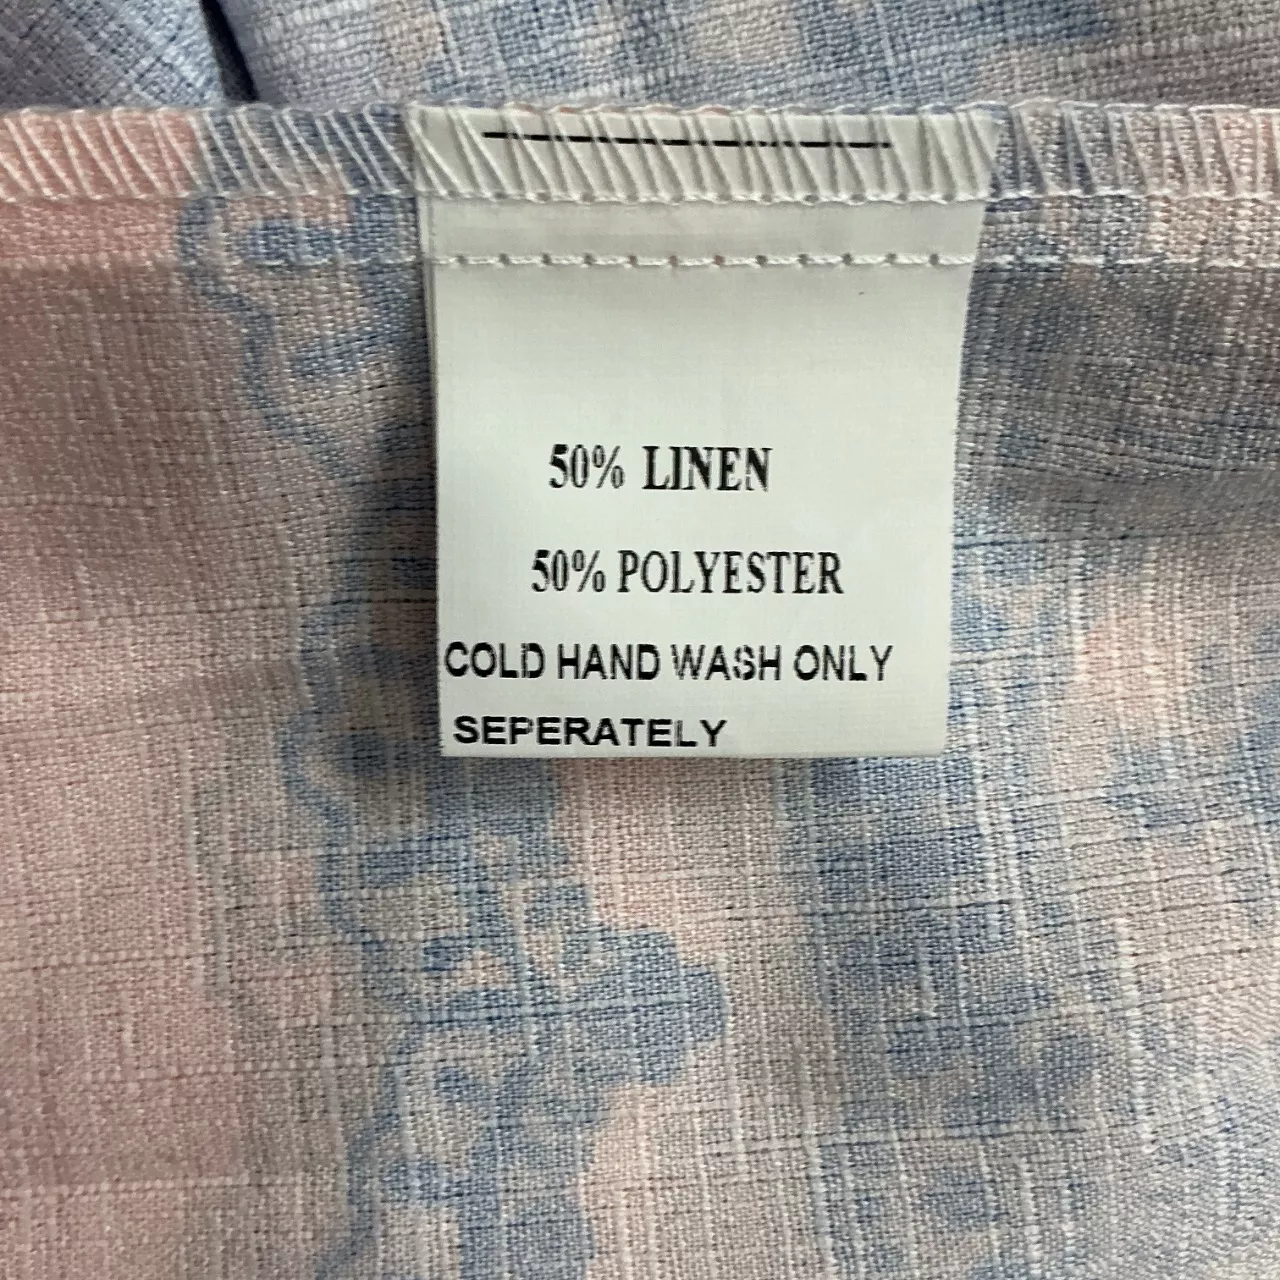 50% LINEN
50% POLYESTER
COLD HAND WASH ONLY
SEPERATELY